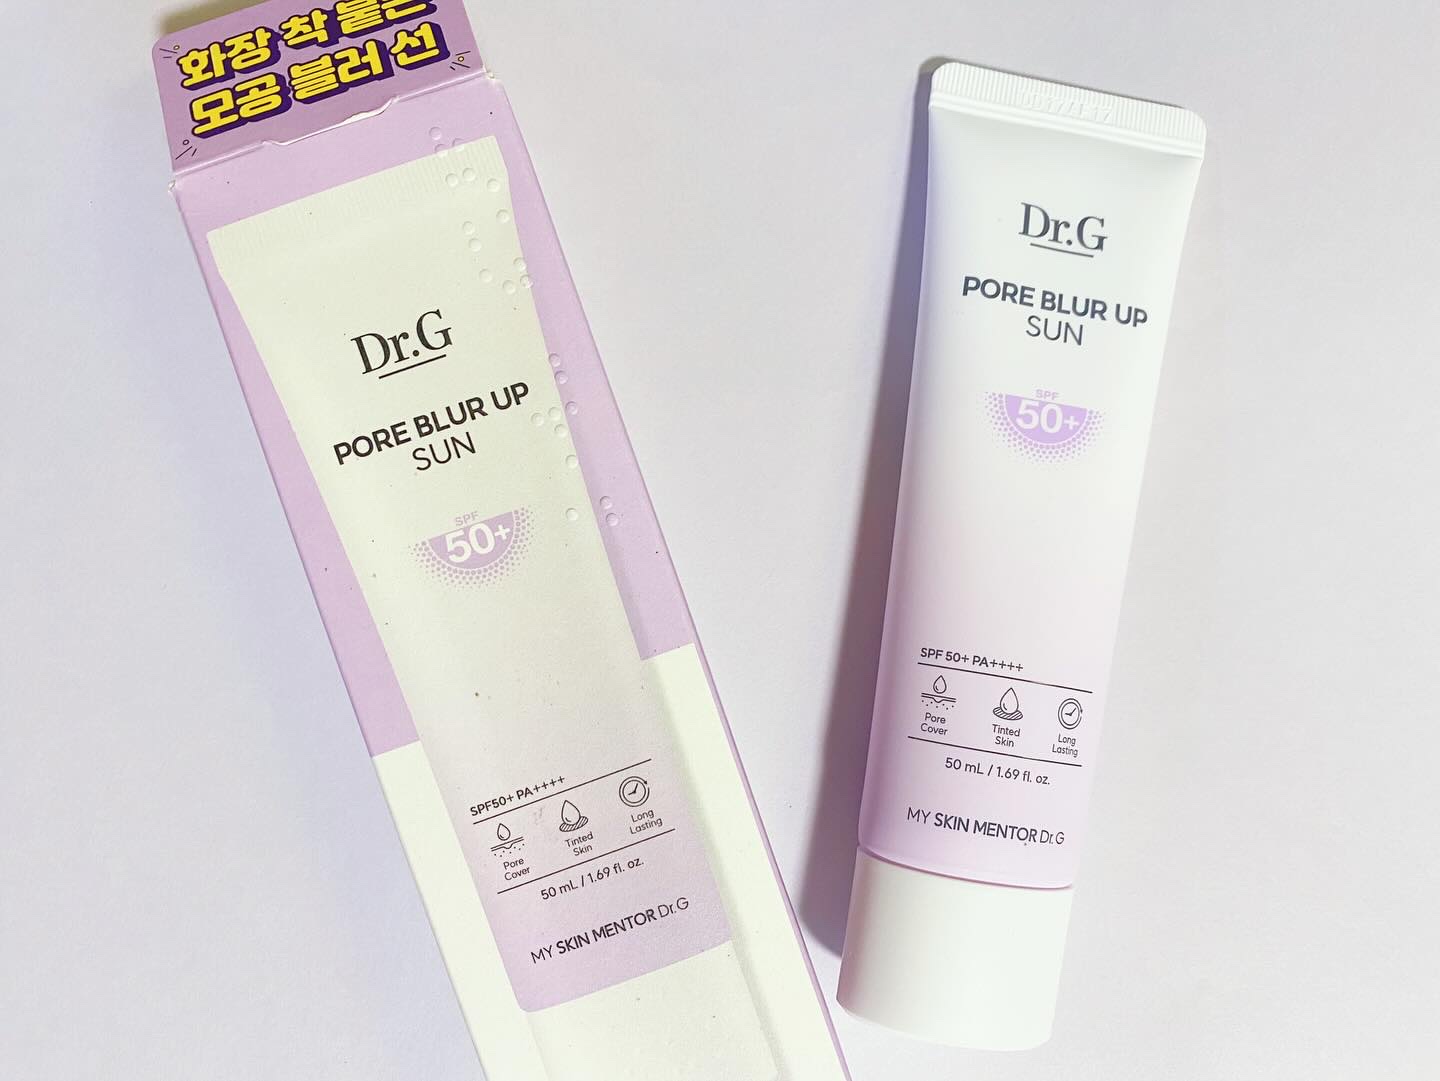 화장 착 붙는
모공 블러 선
Dr.G
PORE BLUR UP
SUN
SPF
50+
SPF50+ PA++++
Pore
Cover
Tinted
Skin
Long
Lasting
50 mL / 1.69 fl. oz.
MY SKIN MENTOR Dr.G
Dr.G
PORE BLUR UP
SUN
SPF
50+
SPF 50+ PA++++
Pore
Cover
Tinted
Skin
Long
Lasting
50 mL / 1.69 fl. oz.
MY SKIN MENTOR Dr.G